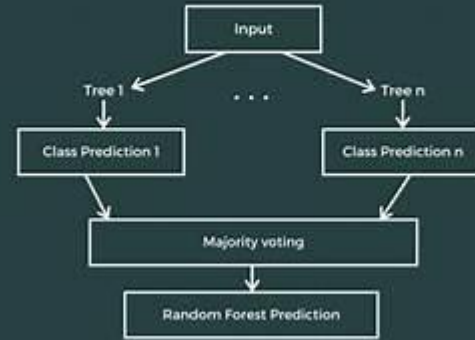 Input
Tree 1 . . . Tree n
Class Prediction 1 Class Prediction n
Majority voting
Random Forest Prediction